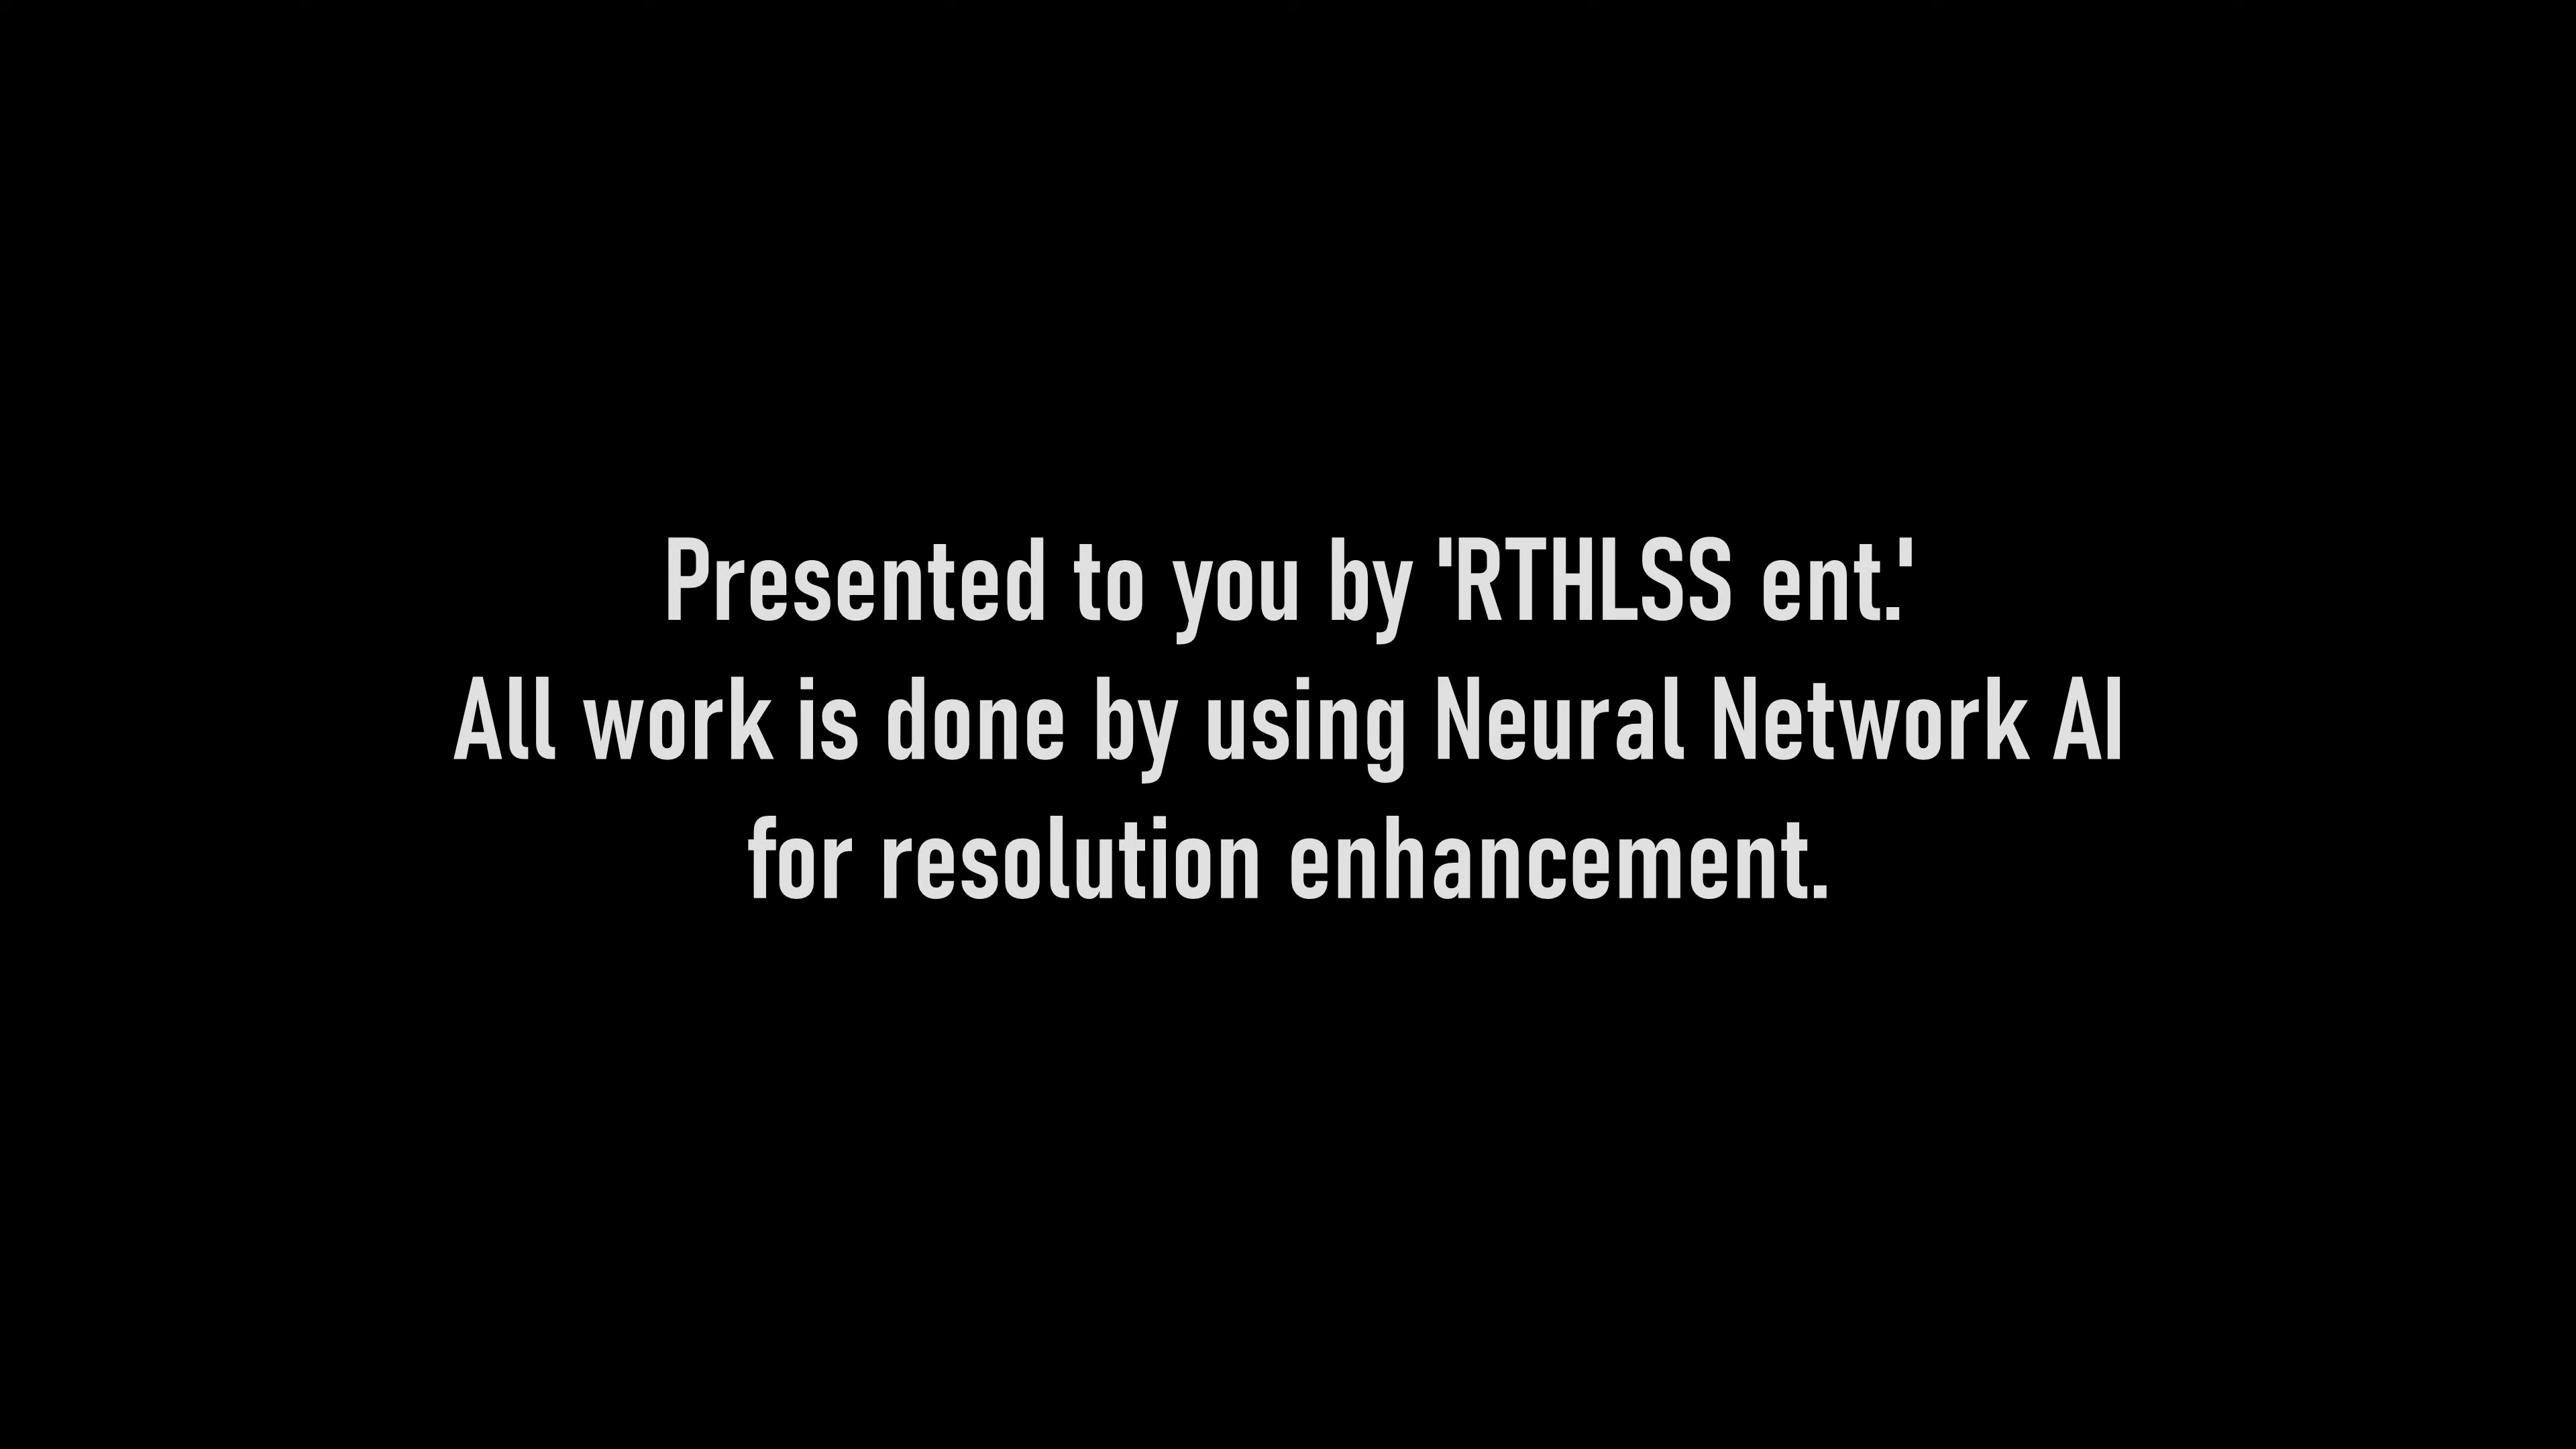 Presented to you by 'RTHLSS ent.'
All work is done by using Neural Network AI
for resolution enhancement.